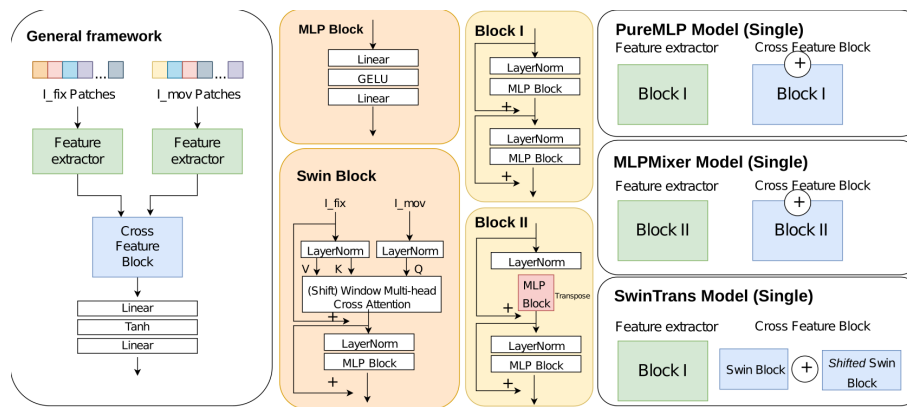 General framework
...
...
I_fix Patches
I_mov Patches
Feature
extractor
Feature
extractor
Cross
Feature
Block
Linear
Tanh
Linear
MLP Block
Linear
GELU
Linear
Swin Block
I_fix
I_mov
LayerNorm
LayerNorm
V
K
Q
(Shift) Window Multi-head
Cross Attention
+
LayerNorm
MLP Block
+
Block I
LayerNorm
MLP Block
+
LayerNorm
MLP Block
+
Block II
LayerNorm
MLP
Block
Transpose
+
LayerNorm
MLP Block
+
PureMLP Model (Single)
Feature extractor
Cross Feature Block
+
Block I
Block I
MLPMixer Model (Single)
Feature extractor
Cross Feature Block
+
Block II
Block II
SwinTrans Model (Single)
Feature extractor
Cross Feature Block
Block I
Swin Block
+
Shifted Swin
Block